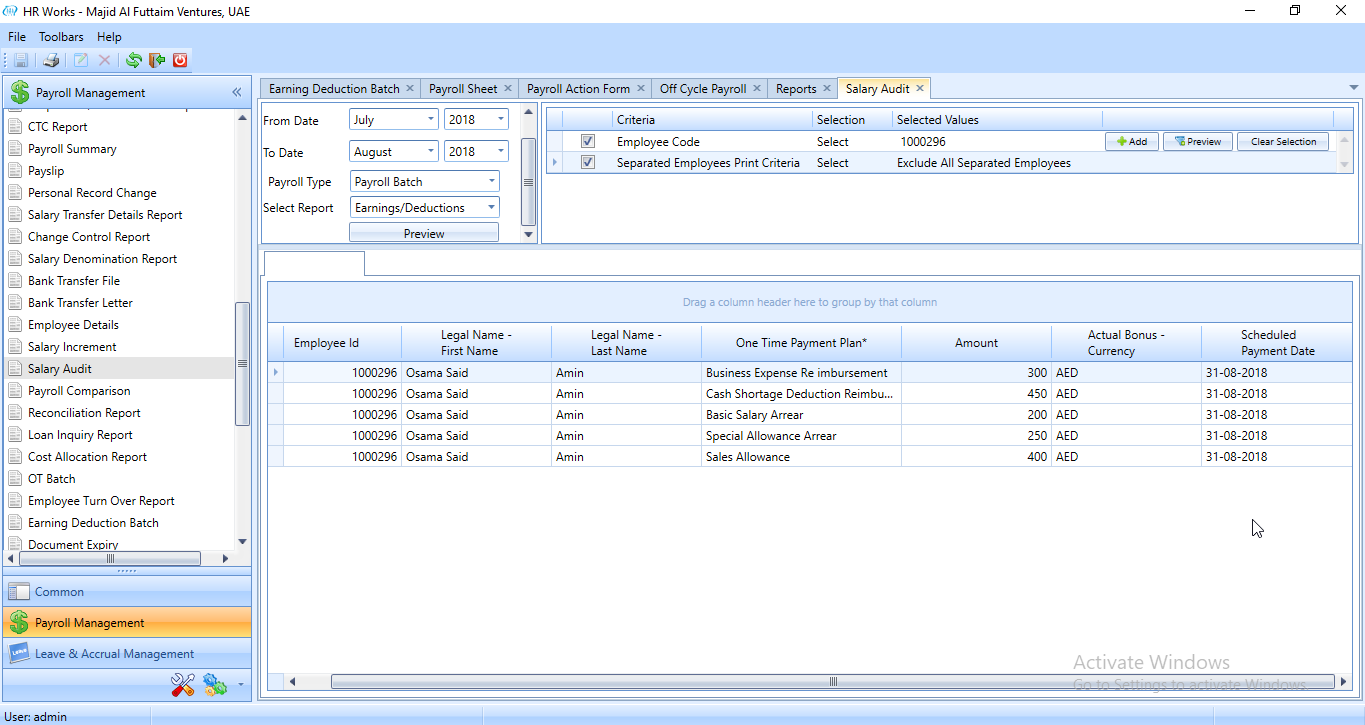 HR Works - Majid Al Futtaim Ventures, UAE
File Toolbars Help
Payroll Management
CTC Report
Payroll Summary
Payslip
Personal Record Change
Salary Transfer Details Report
Change Control Report
Salary Denomination Report
Bank Transfer File
Bank Transfer Letter
Employee Details
Salary Increment
Salary Audit
Payroll Comparison
Reconciliation Report
Loan Inquiry Report
Cost Allocation Report
OT Batch
Employee Turn Over Report
Earning Deduction Batch
Document Expiry
Common
Payroll Management
Leave & Accrual Management
Earning Deduction Batch Payroll Sheet Payroll Action Form Off Cycle Payroll Reports Salary Audit
From Date July 2018
To Date August 2018
Payroll Type Payroll Batch
Select Report Earnings/Deductions
Preview
Criteria Selection Selected Values
Employee Code Select 1000296 Add Preview Clear Selection
Separated Employees Print Criteria Select Exclude All Separated Employees
Drag a column header here to group by that column
Employee Id Legal Name - First Name Legal Name - Last Name One Time Payment Plan* Amount Actual Bonus - Currency Scheduled Payment Date
1000296 Osama Said Amin Business Expense Re imbursement 300 AED 31-08-2018
1000296 Osama Said Amin Cash Shortage Deduction Reimbu... 450 AED 31-08-2018
1000296 Osama Said Amin Basic Salary Arrear 200 AED 31-08-2018
1000296 Osama Said Amin Special Allowance Arrear 250 AED 31-08-2018
1000296 Osama Said Amin Sales Allowance 400 AED 31-08-2018
Activate Windows
Go to Settings to activate Windows.
User: admin